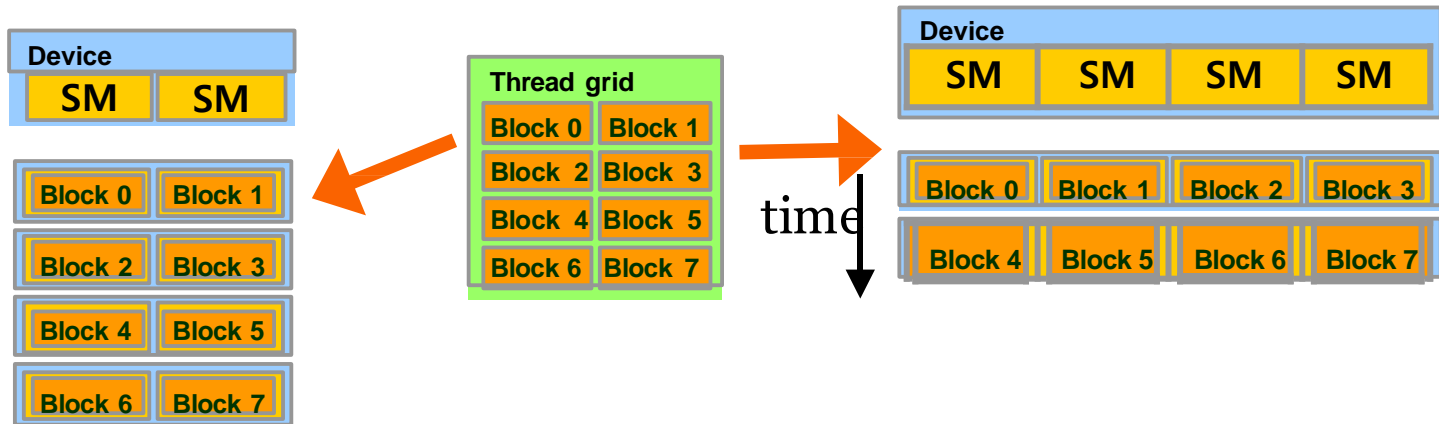 Device
SM SM
Block 0 Block 1
Block 2 Block 3
Block 4 Block 5
Block 6 Block 7
Thread grid
Block 0 Block 1
Block 2 Block 3
Block 4 Block 5
Block 6 Block 7
time
Device
SM SM SM SM
Block 0 Block 1 Block 2 Block 3
Block 4 Block 5 Block 6 Block 7